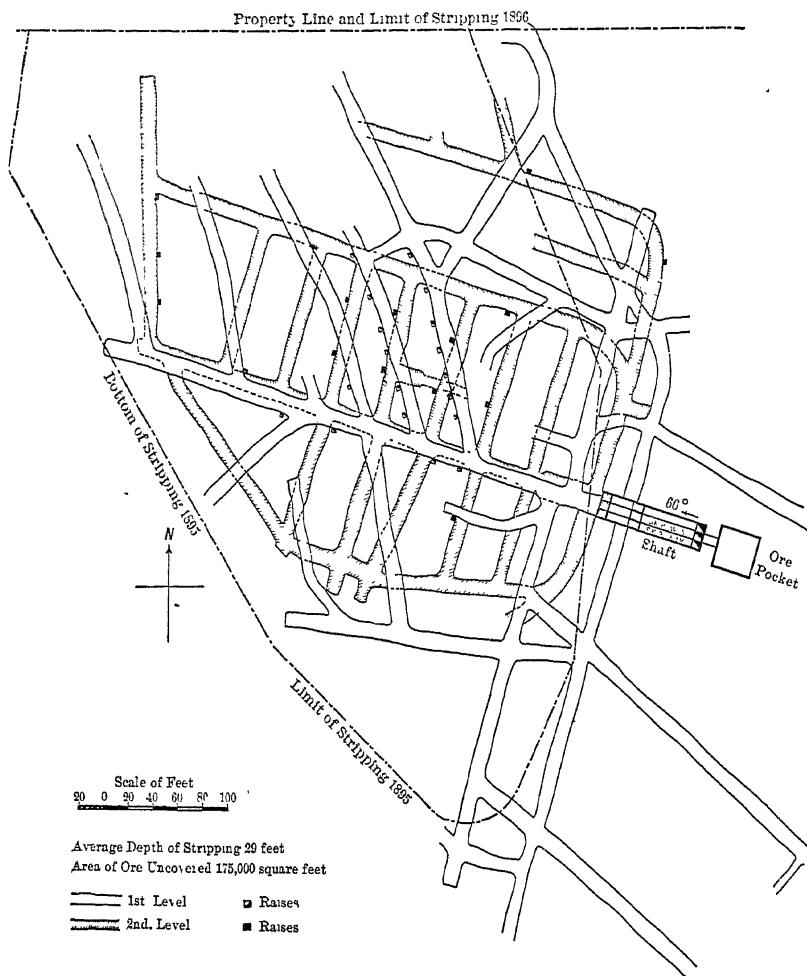 Property Line and Limit of Stripping 1896
Bottom of Stripping 1895
N
66°
Shaft
Ore
Pocket
Limit of Stripping 1895
Scale of Feet
20 0 20 40 60 80 100
Average Depth of Stripping 29 feet
Area of Ore Uncovered 175,000 square feet
1st Level
Raises
2nd. Level
Raises